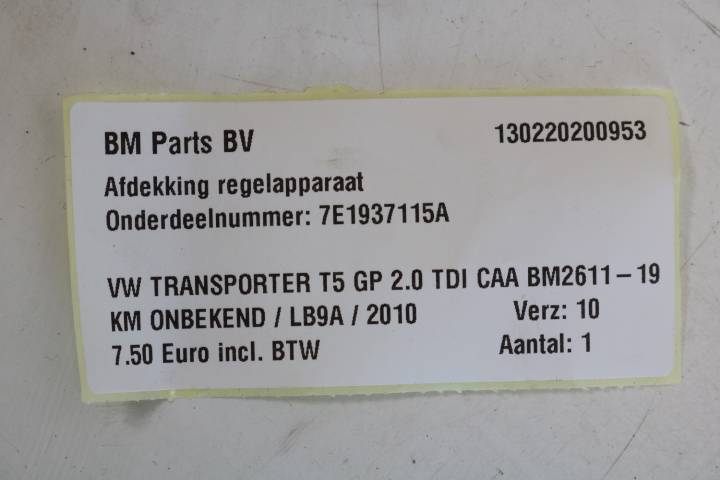 BM Parts BV 130220200953
Afdekking regelapparaat
Onderdeelnummer: 7E1937115A
VW TRANSPORTER T5 GP 2.0 TDI CAA BM2611-19
KM ONBEKEND / LB9A / 2010 Verz: 10
7.50 Euro incl. BTW Aantal: 1